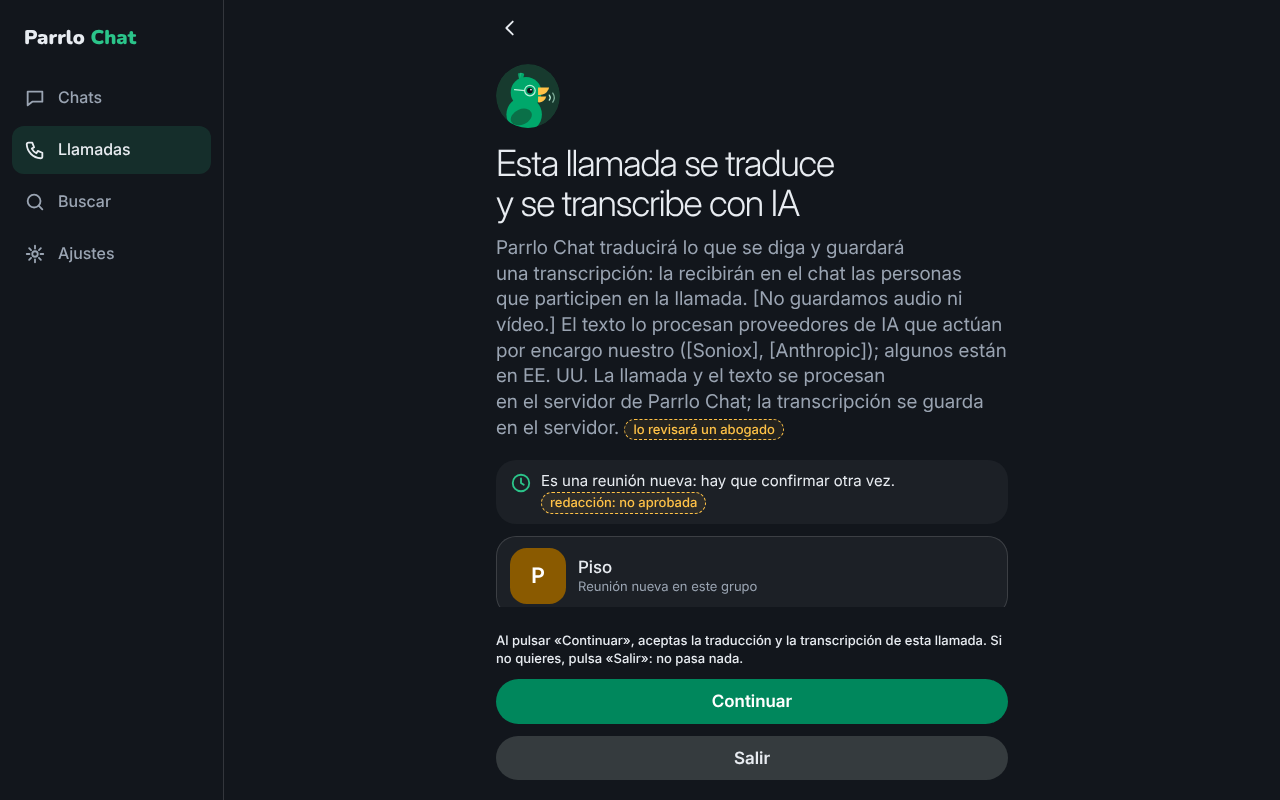 Parrlo Chat
Chats
Llamadas
Buscar
Ajustes
Esta llamada se traduce
y se transcribe con IA
Parrlo Chat traducirá lo que se diga y guardará
una transcripción: la recibirán en el chat las personas
que participen en la llamada. [No guardamos audio ni
vídeo.] El texto lo procesan proveedores de IA que actúan
por encargo nuestro ([Soniox], [Anthropic]); algunos están
en EE. UU. La llamada y el texto se procesan
en el servidor de Parrlo Chat; la transcripción se guarda
en el servidor. lo revisará un abogado
Es una reunión nueva: hay que confirmar otra vez.
redacción: no aprobada
P
Piso
Reunión nueva en este grupo
Al pulsar «Continuar», aceptas la traducción y la transcripción de esta llamada. Si
no quieres, pulsa «Salir»: no pasa nada.
Continuar
Salir